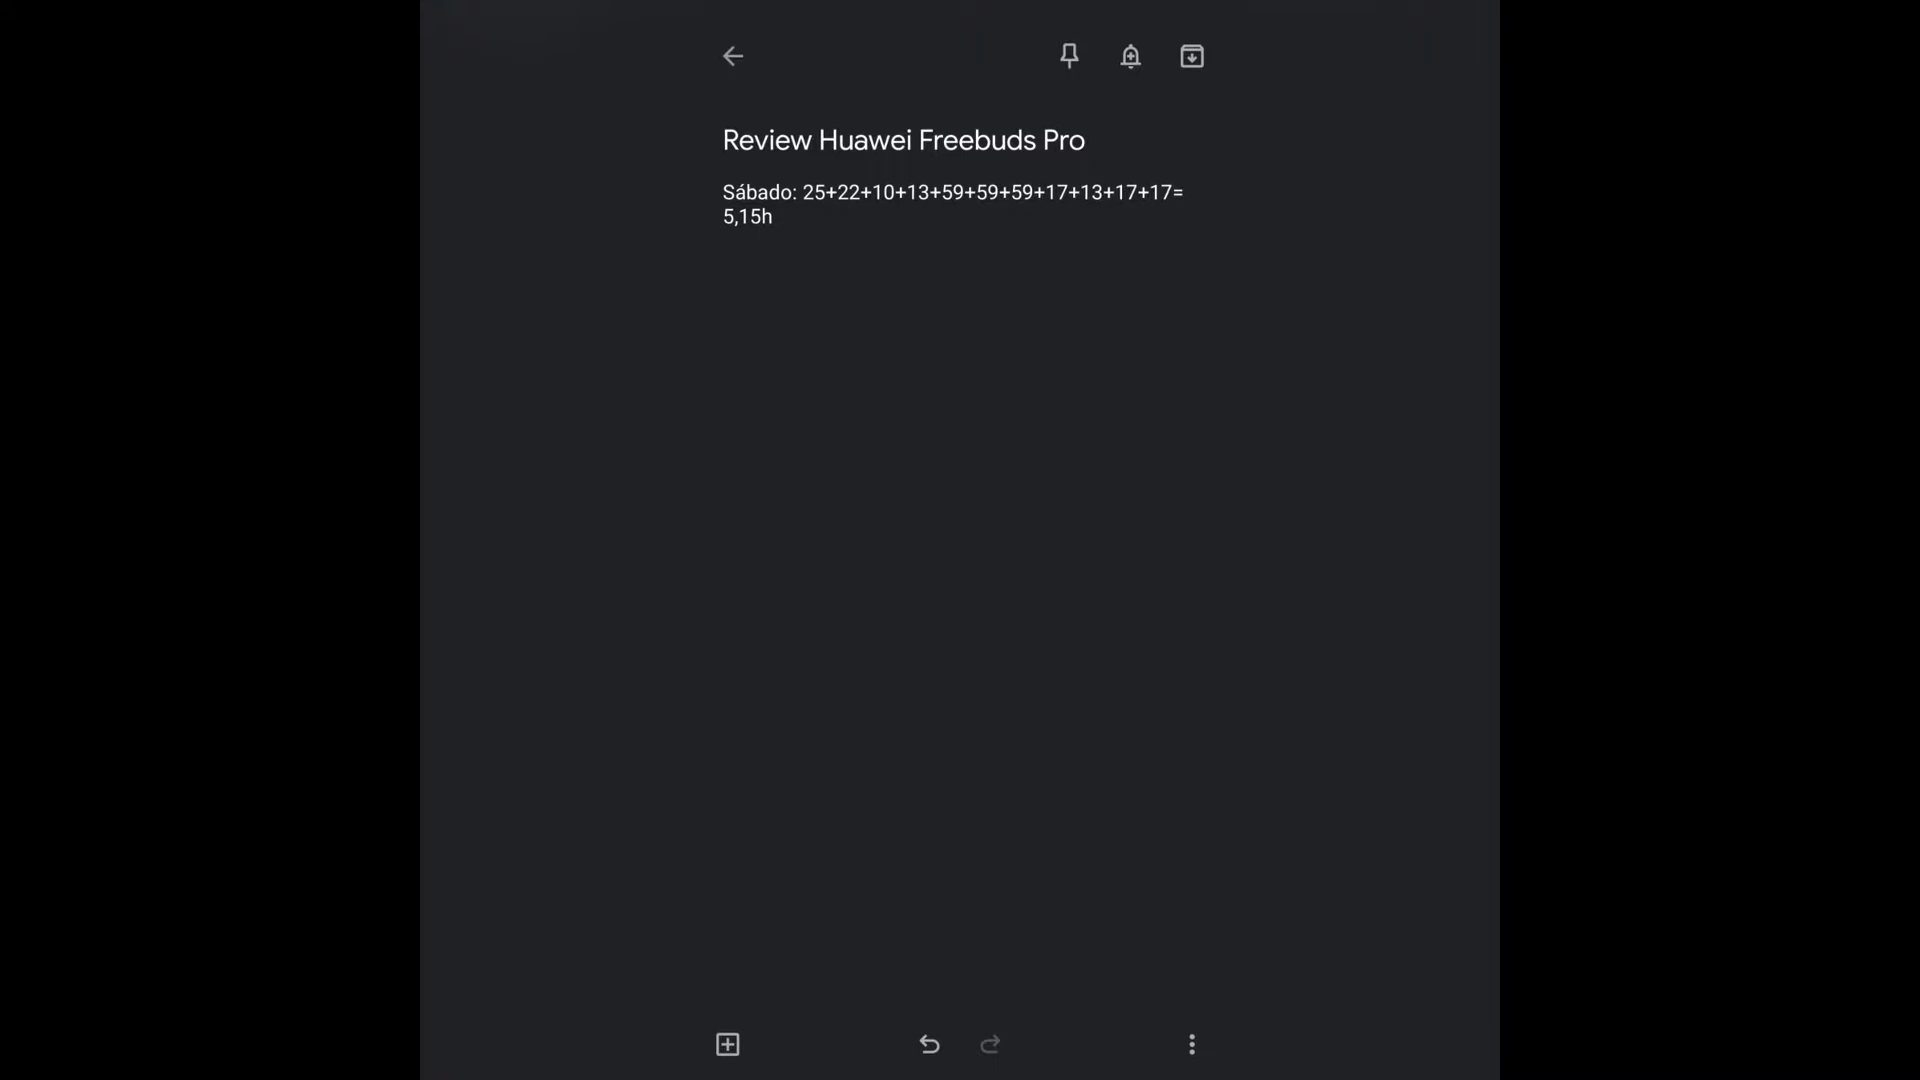 Review Huawei Freebuds Pro
Sábado: 25+22+10+13+59+59+59+17+13+17+17=
5,15h